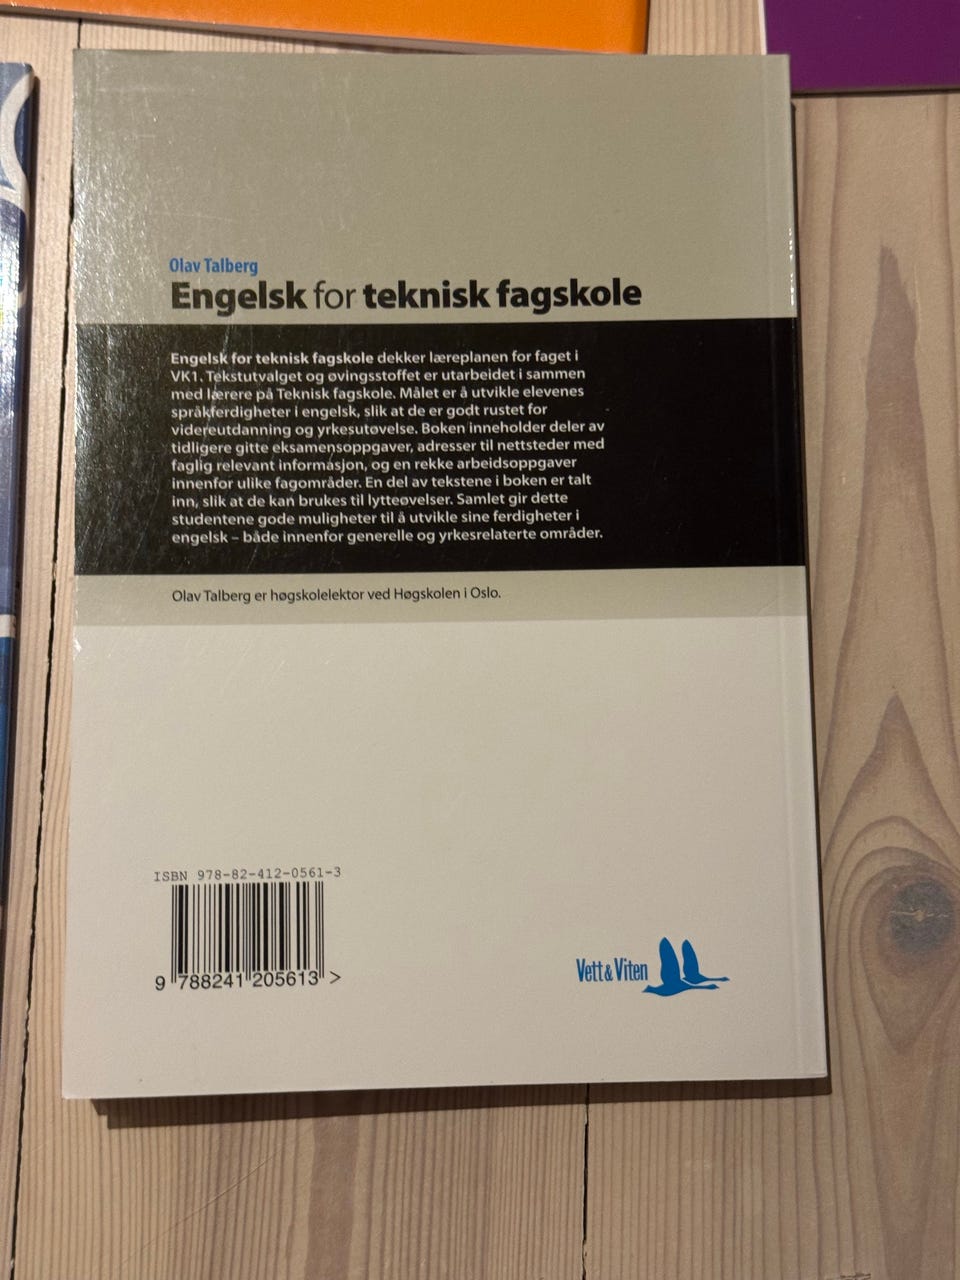 Olav Talberg
Engelsk for teknisk fagskole
Engelsk for teknisk fagskole dekker læreplanen for faget i
VK1. Tekstutvalget og øvingsstoffet er utarbeidet i sammen
med lærere på Teknisk fagskole. Målet er å utvikle elevenes
språkferdigheter i engelsk, slik at de er godt rustet for
videreutdanning og yrkesutøvelse. Boken inneholder deler av
tidligere gitte eksamensoppgaver, adresser til nettsteder med
faglig relevant informasjon, og en rekke arbeidsoppgaver
innenfor ulike fagområder. En del av tekstene i boken er talt
inn, slik at de kan brukes til lytteøvelser. Samlet gir dette
studentene gode muligheter til å utvikle sine ferdigheter i
engelsk – både innenfor generelle og yrkesrelaterte områder.
Olav Talberg er høgskolelektor ved Høgskolen i Oslo.
ISBN 978-82-412-0561-3
9 788241 205613 >
Vett & Viten